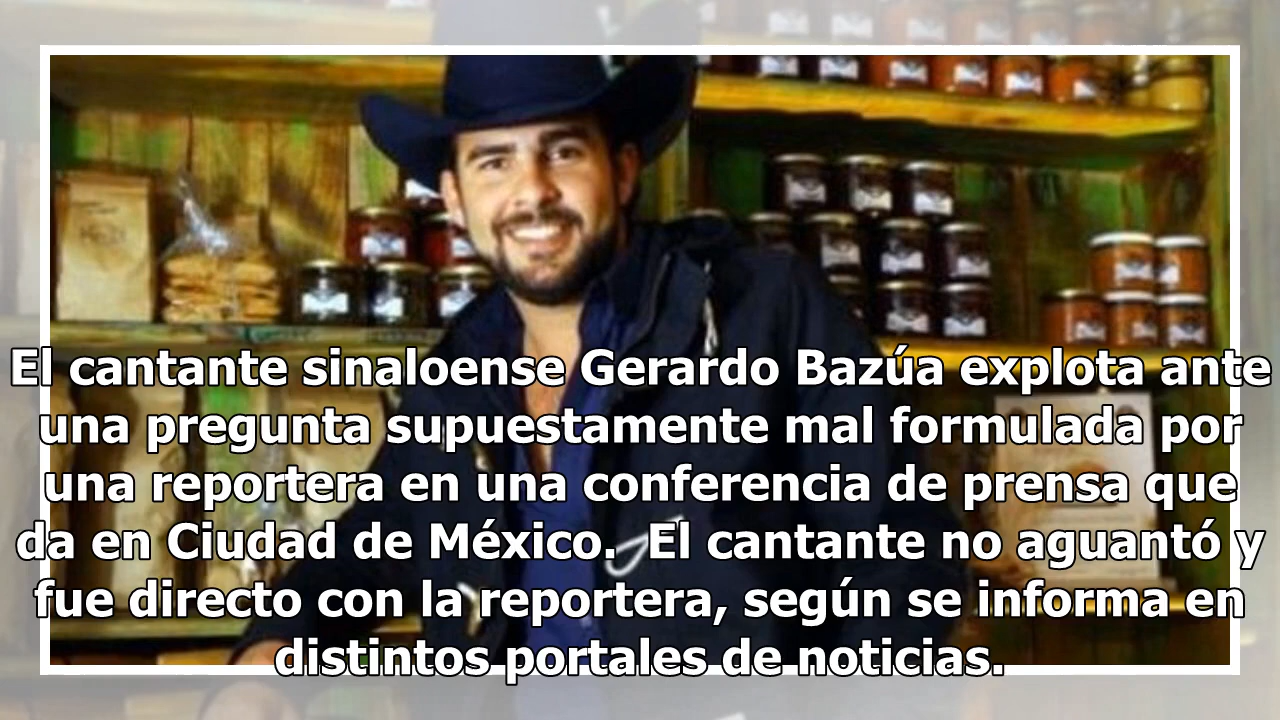 El cantante sinaloense Gerardo Bazúa explota ante
una pregunta supuestamente mal formulada por
una reportera en una conferencia de prensa que
da en Ciudad de México.  El cantante no aguantó y
fue directo con la reportera, según se informa en
distintos portales de noticias.